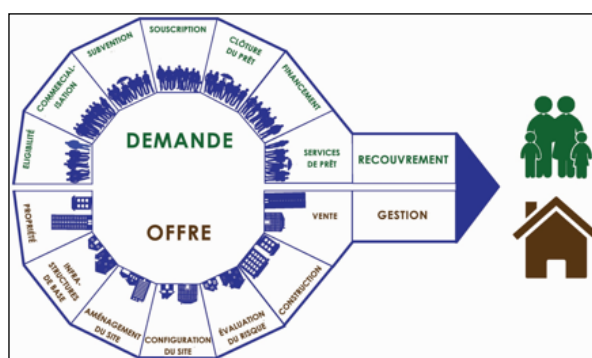 ÉLIGIBILITÉ
COMMERCIAL-
ISATION
SUBVENTION
SOUSCRIPTION
CLÔTURE
DU PRÊT
FINANCEMENT
SERVICES
DE PRÊT
RECOUVREMENT
DEMANDE
OFFRE
PROPRIÉTÉ
INFRA-
STRUCTURES
DE BASE
AMÉNAGEMENT
DU SITE
CONFIGURATION
DU SITE
ÉVALUATION
DU RISQUE
CONSTRUCTION
VENTE
GESTION